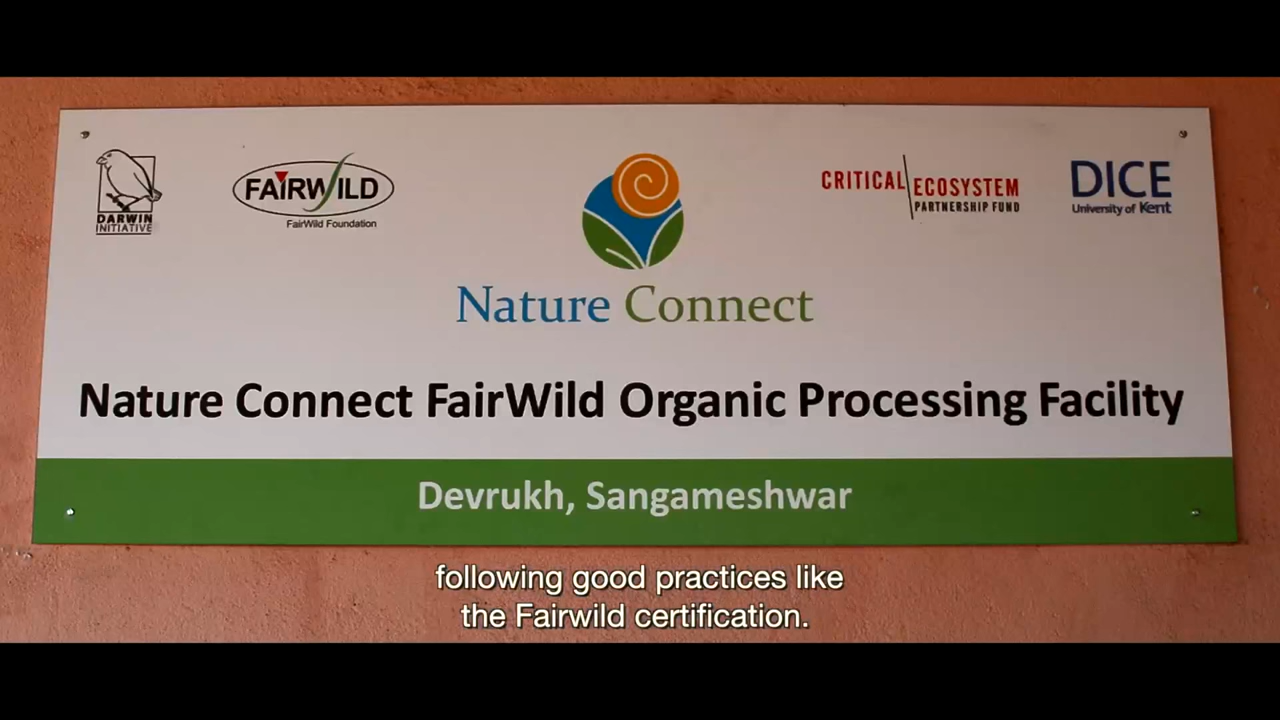 DARWIN
INITIATIVE
FAIRWILD
FairWild Foundation
CRITICAL ECOSYSTEM
PARTNERSHIP FUND
DICE
University of Kent
Nature Connect
Nature Connect FairWild Organic Processing Facility
Devrukh, Sangameshwar
following good practices like
the Fairwild certification.